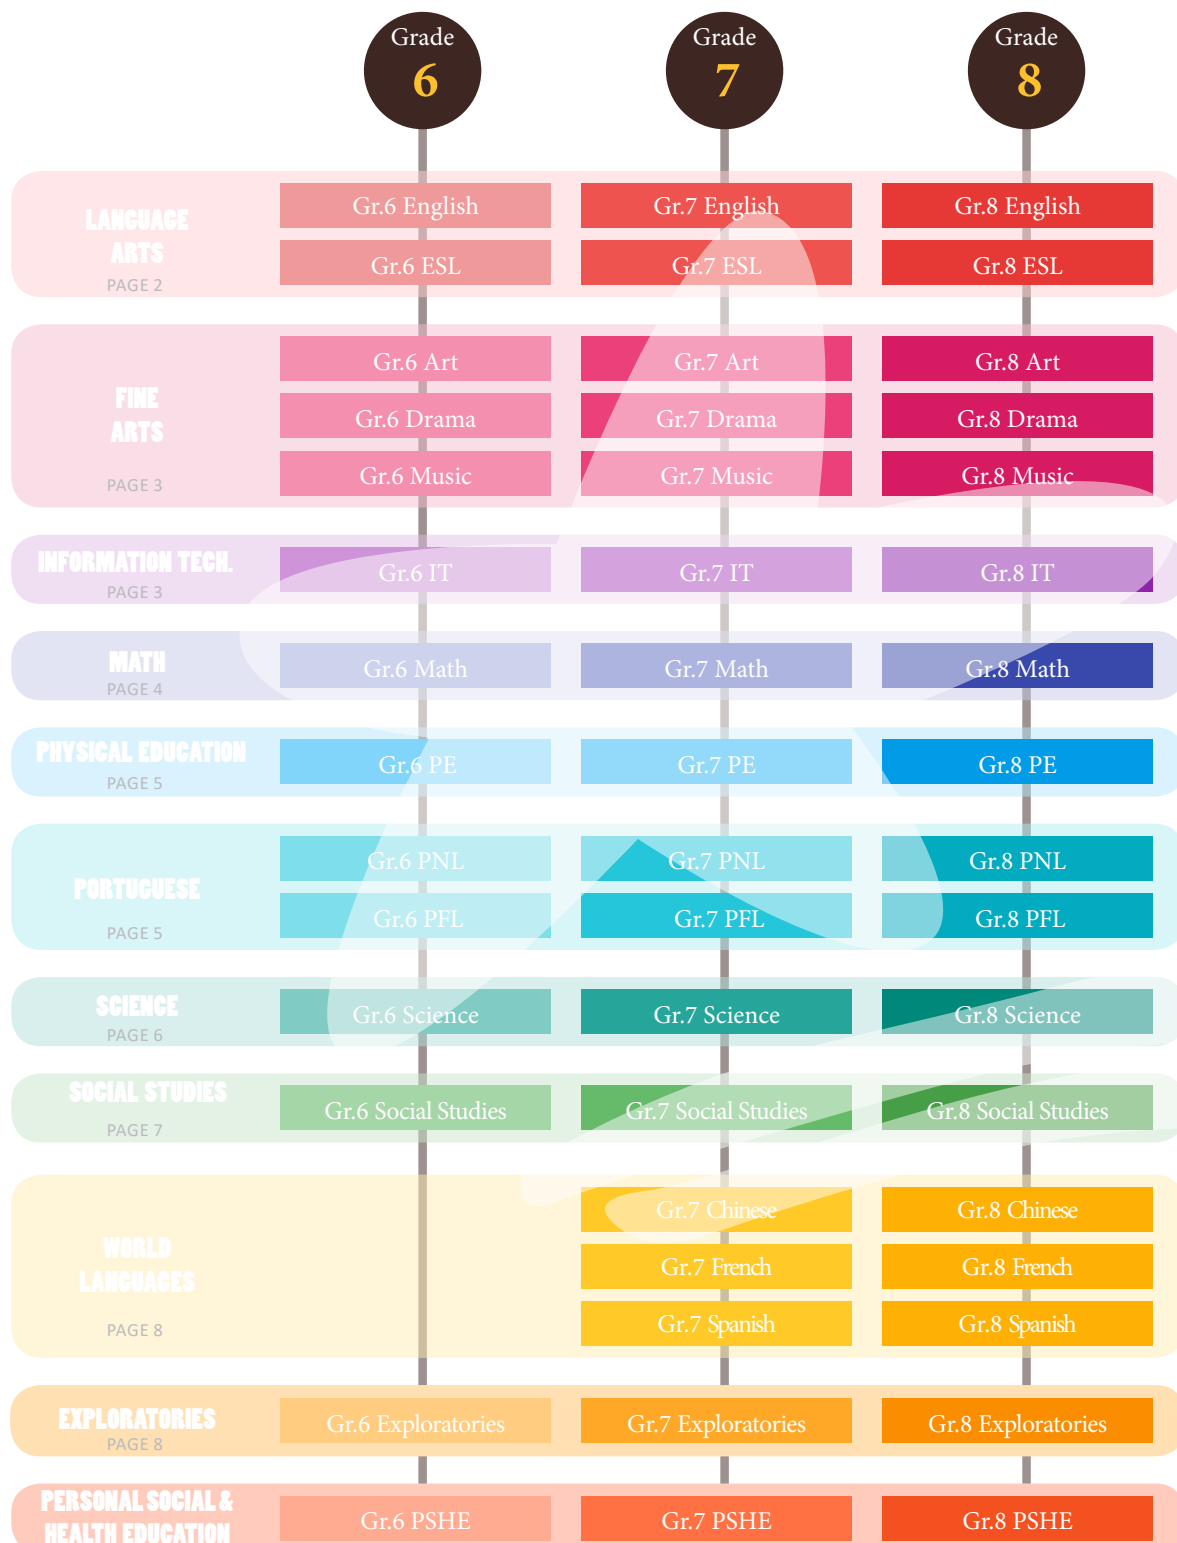 Grade Grade Grade
6 7 8
LANGUAGE
ARTS
PAGE 2
Gr.6 English Gr.7 English Gr.8 English
Gr.6 ESL Gr.7 ESL Gr.8 ESL
FINE
ARTS
PAGE 3
Gr.6 Art Gr.7 Art Gr.8 Art
Gr.6 Drama Gr.7 Drama Gr.8 Drama
Gr.6 Music Gr.7 Music Gr.8 Music
INFORMATION TECH.
PAGE 3
Gr.6 IT Gr.7 IT Gr.8 IT
MATH
PAGE 4
Gr.6 Math Gr.7 Math Gr.8 Math
PHYSICAL EDUCATION
PAGE 5
Gr.6 PE Gr.7 PE Gr.8 PE
PORTUGUESE
PAGE 5
Gr.6 PNL Gr.7 PNL Gr.8 PNL
Gr.6 PFL Gr.7 PFL Gr.8 PFL
SCIENCE
PAGE 6
Gr.6 Science Gr.7 Science Gr.8 Science
SOCIAL STUDIES
PAGE 7
Gr.6 Social Studies Gr.7 Social Studies Gr.8 Social Studies
WORLD
LANGUAGES
PAGE 8
Gr.7 Chinese Gr.8 Chinese
Gr.7 French Gr.8 French
Gr.7 Spanish Gr.8 Spanish
EXPLORATORIES
PAGE 8
Gr.6 Exploratories Gr.7 Exploratories Gr.8 Exploratories
PERSONAL SOCIAL &
HEALTH EDUCATION
Gr.6 PSHE Gr.7 PSHE Gr.8 PSHE